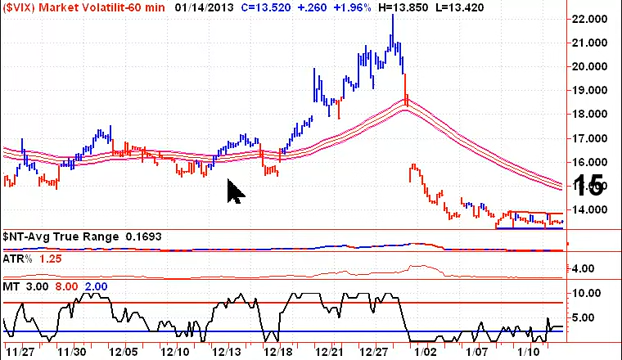 ($VIX) Market Volatilit-60 min 01/14/2013 C=13.520 +.260 +1.96% H=13.850 L=13.420
22.000
21.000
20.000
19.000
18.000
17.000
16.000
15.000
15
14.000
$NT-Avg True Range 0.1693
ATR% 1.25
4.00
MT 3.00 8.00 2.00
10.00
5.00
11/27 11/30 12/05 12/10 12/13 12/18 12/21 12/27 1/02 1/07 1/10